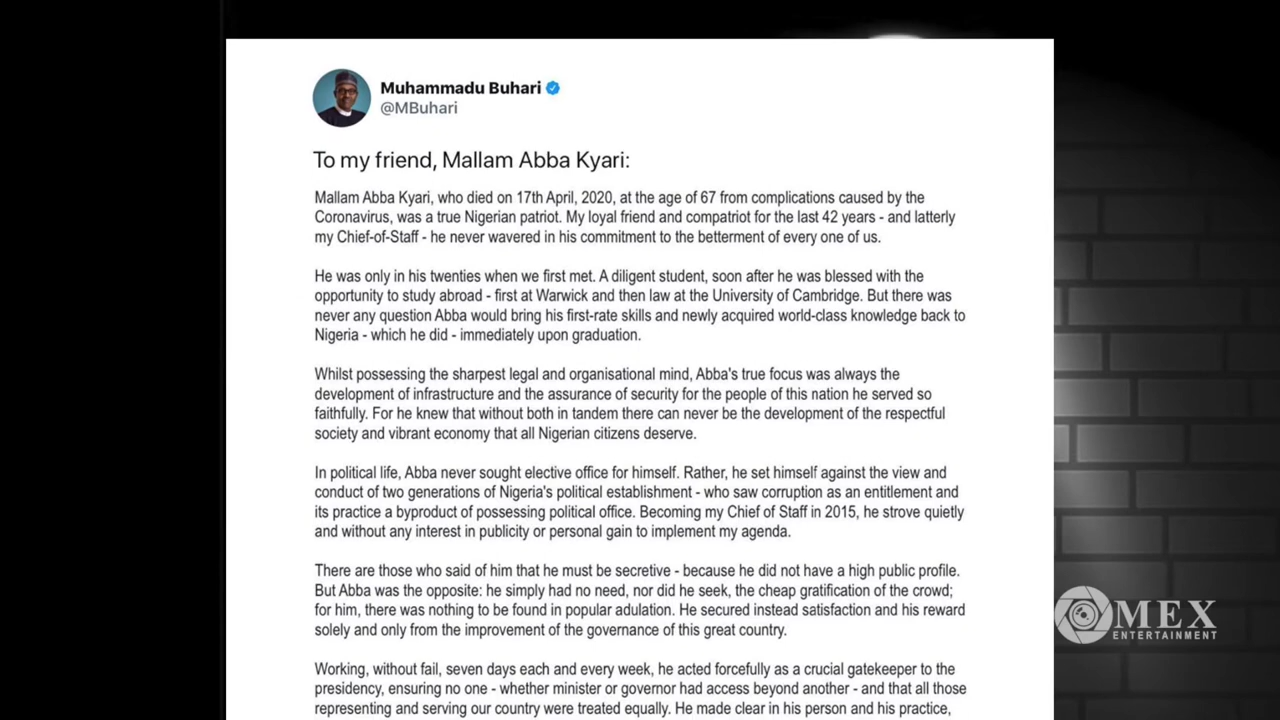 Muhammadu Buhari
@MBuhari
To my friend, Mallam Abba Kyari:
Mallam Abba Kyari, who died on 17th April, 2020, at the age of 67 from complications caused by the
Coronavirus, was a true Nigerian patriot. My loyal friend and compatriot for the last 42 years - and latterly
my Chief-of-Staff - he never wavered in his commitment to the betterment of every one of us.
He was only in his twenties when we first met. A diligent student, soon after he was blessed with the
opportunity to study abroad - first at Warwick and then law at the University of Cambridge. But there was
never any question Abba would bring his first-rate skills and newly acquired world-class knowledge back to
Nigeria - which he did - immediately upon graduation.
Whilst possessing the sharpest legal and organisational mind, Abba's true focus was always the
development of infrastructure and the assurance of security for the people of this nation he served so
faithfully. For he knew that without both in tandem there can never be the development of the respectful
society and vibrant economy that all Nigerian citizens deserve.
In political life, Abba never sought elective office for himself. Rather, he set himself against the view and
conduct of two generations of Nigeria's political establishment - who saw corruption as an entitlement and
its practice a byproduct of possessing political office. Becoming my Chief of Staff in 2015, he strove quietly
and without any interest in publicity or personal gain to implement my agenda.
There are those who said of him that he must be secretive - because he did not have a high public profile.
But Abba was the opposite: he simply had no need, nor did he seek, the cheap gratification of the crowd;
for him, there was nothing to be found in popular adulation. He secured instead satisfaction and his reward
solely and only from the improvement of the governance of this great country.
Working, without fail, seven days each and every week, he acted forcefully as a crucial gatekeeper to the
presidency, ensuring no one - whether minister or governor had access beyond another - and that all those
representing and serving our country were treated equally. He made clear in his person and his practice,
MEX
ENTERTAINMENT